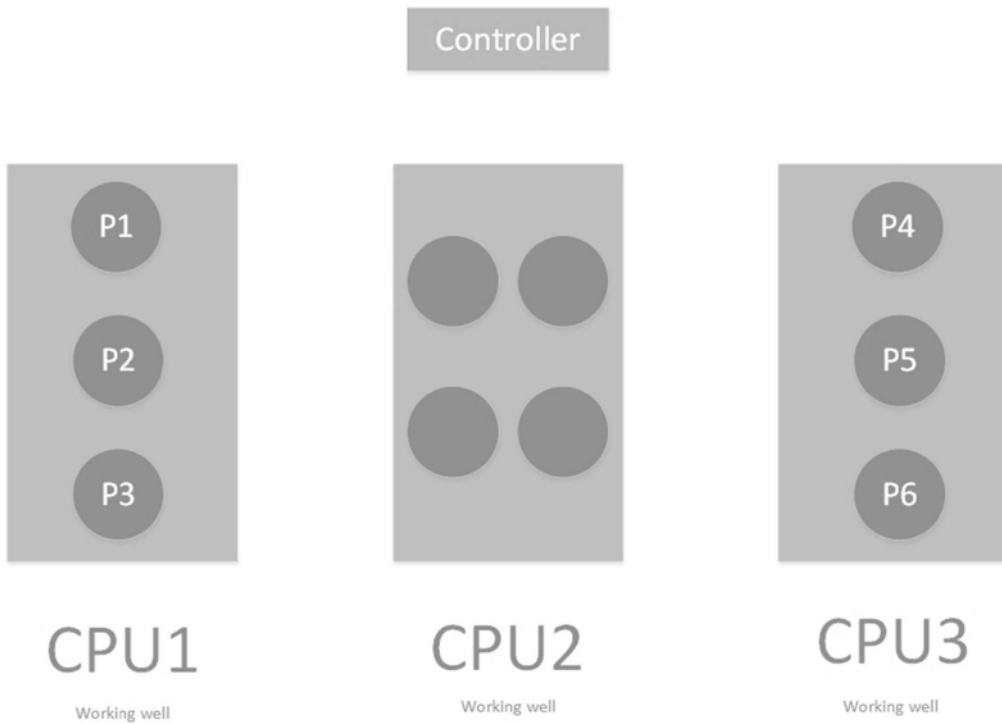 Controller
P1
P2
P3
P4
P5
P6
CPU1
CPU2
CPU3
Working well
Working well
Working well